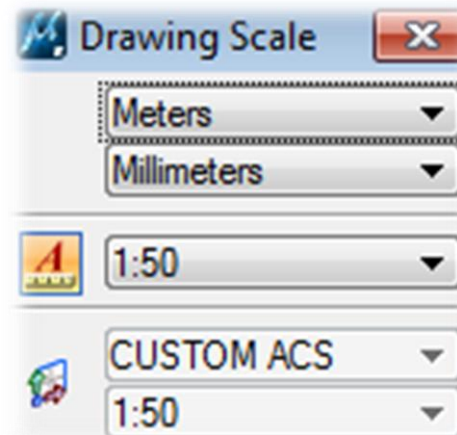 Drawing Scale
Meters
Millimeters
A
1:50
CUSTOM ACS
1:50